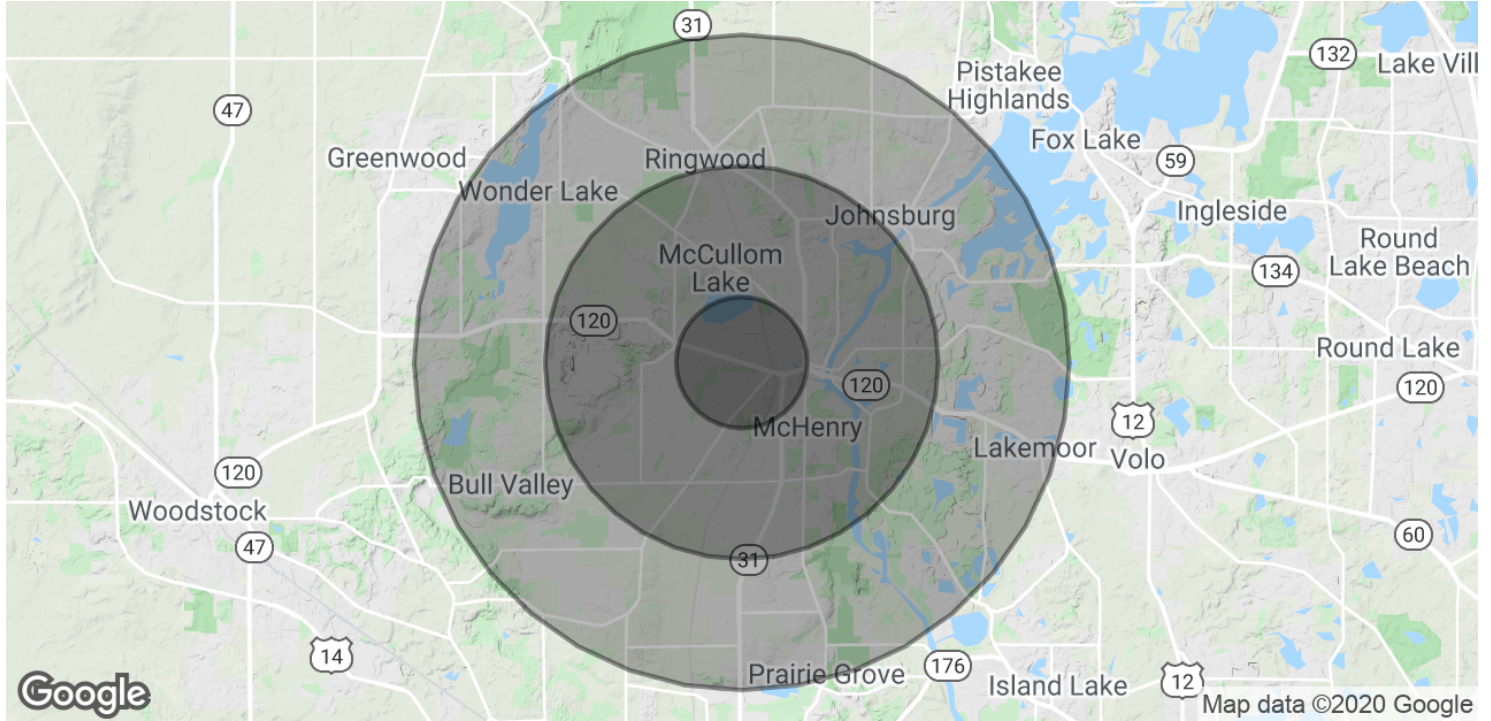 31
132
Lake Vill
Pistakee
Highlands
47
Fox Lake
Greenwood
Ringwood
59
Wonder Lake
Johnsburg
Ingleside
McCullom
Lake
Round
Lake Beach
134
120
Round Lake
120
120
McHenry
12
Lakemoor
Volo
120
Bull Valley
Woodstock
60
47
31
14
Prairie Grove
176
Island Lake
12
Google
Map data ©2020 Google